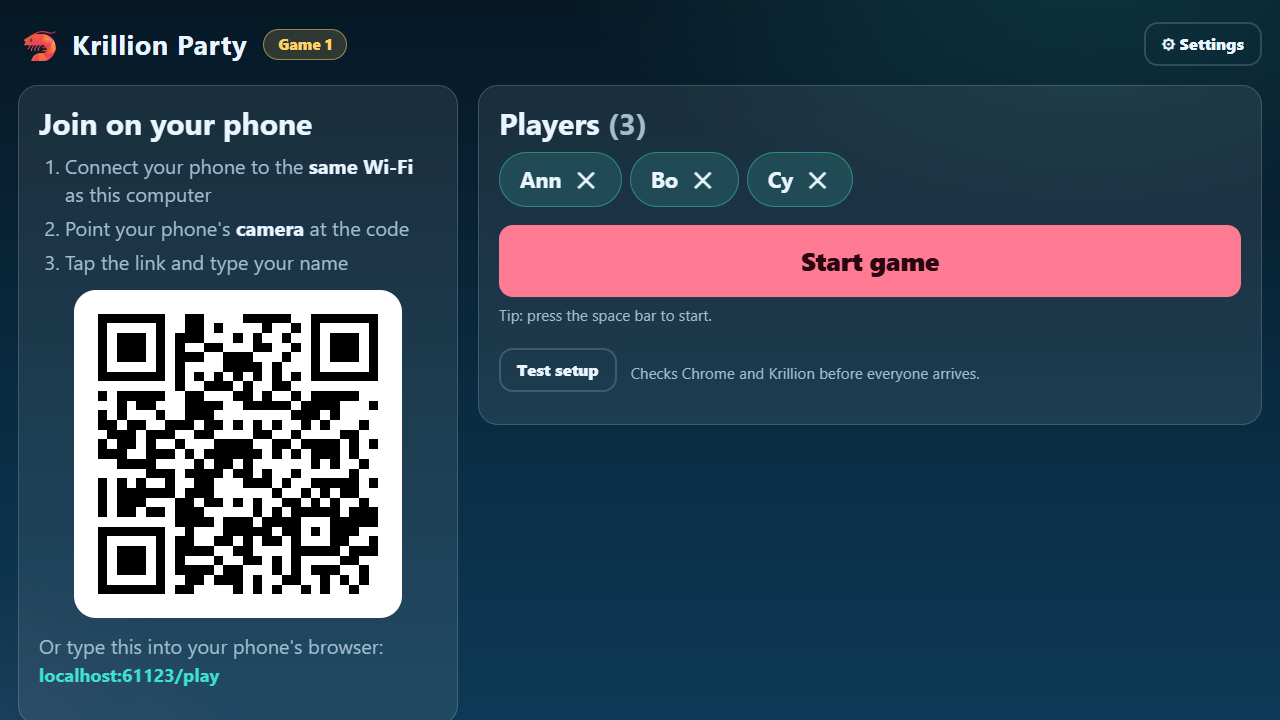 Krillion Party
Game 1
⚙ Settings
Join on your phone
1. Connect your phone to the same Wi-Fi
as this computer
2. Point your phone's camera at the code
3. Tap the link and type your name
Or type this into your phone's browser:
localhost:61123/play
Players (3)
Ann ✕
Bo ✕
Cy ✕
Start game
Tip: press the space bar to start.
Test setup
Checks Chrome and Krillion before everyone arrives.